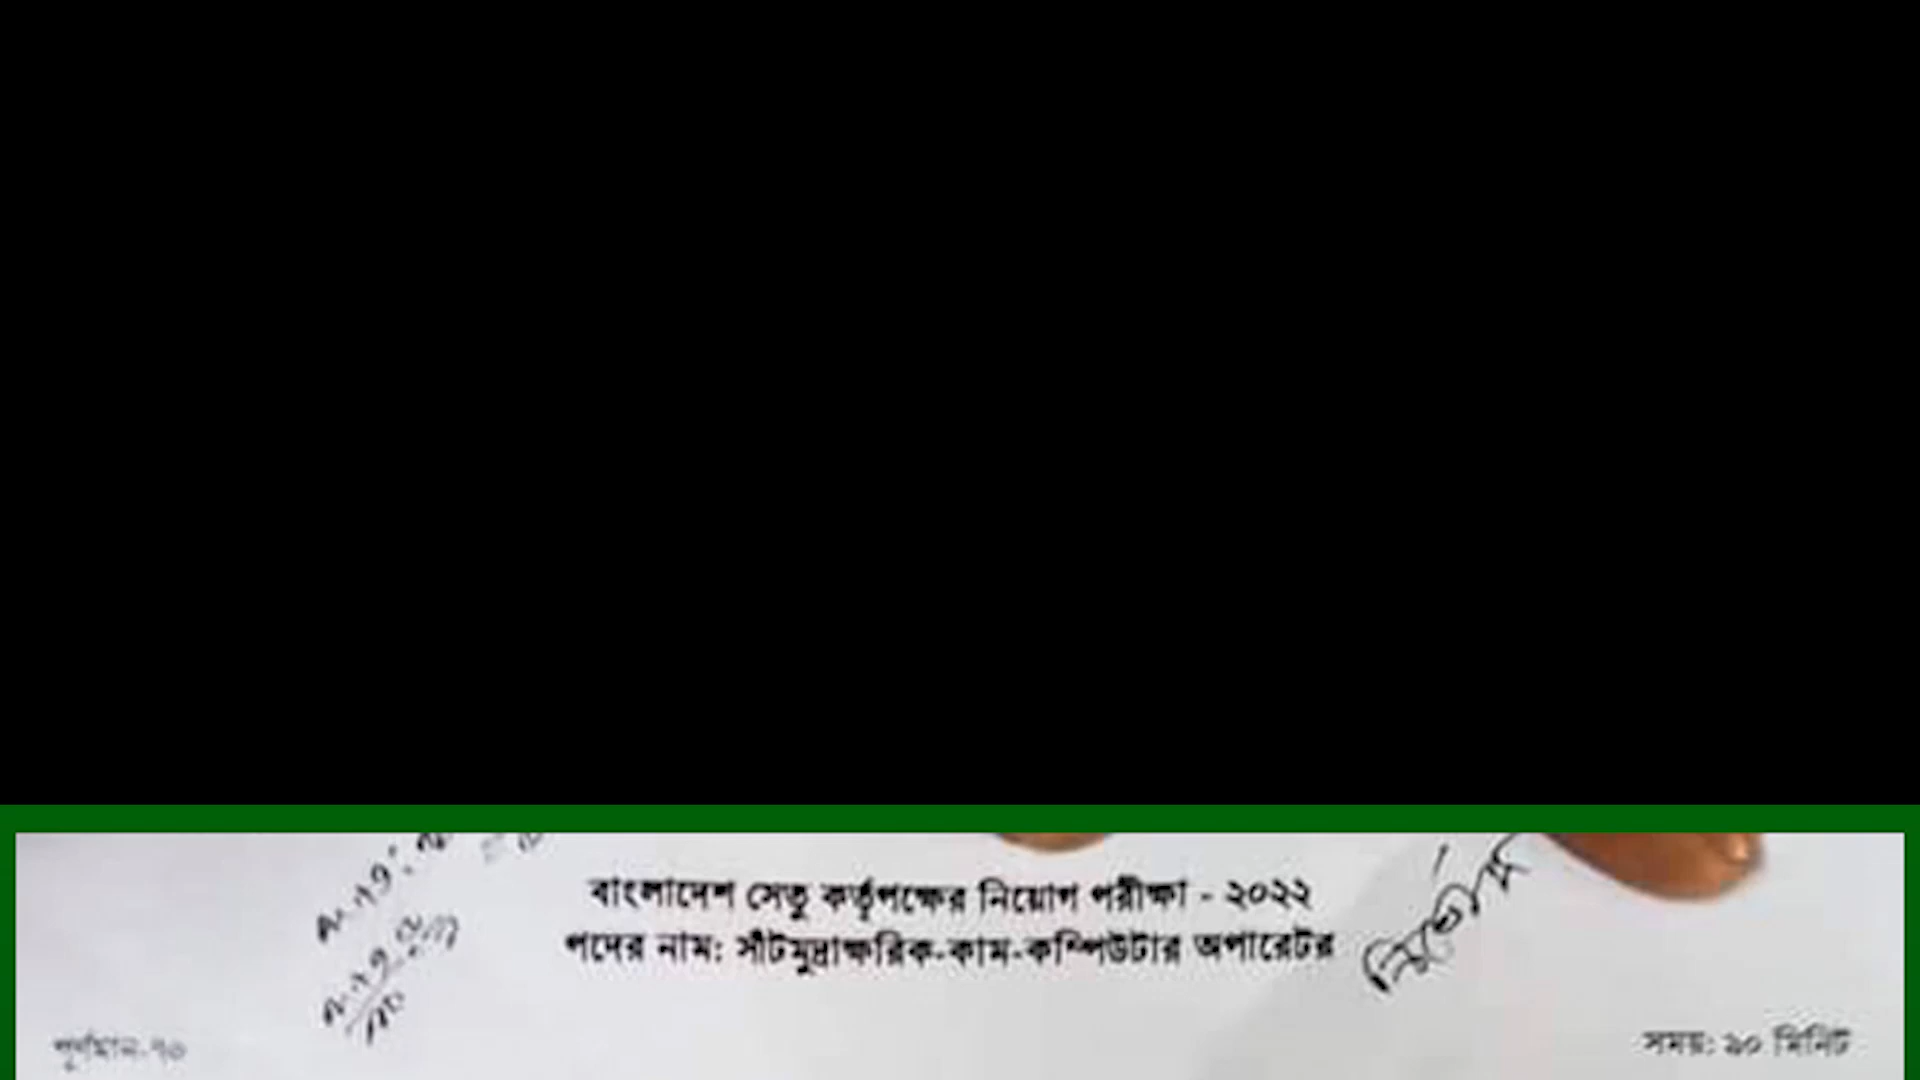 বাংলাদেশ সেতু কর্তৃপক্ষের নিয়োগ পরীক্ষা - ২০২২
পদের নাম: সাঁটমুদ্রাক্ষরিক-কাম-কম্পিউটার অপারেটর
পূর্ণমান-৭০
সময়: ৯০ মিনিট